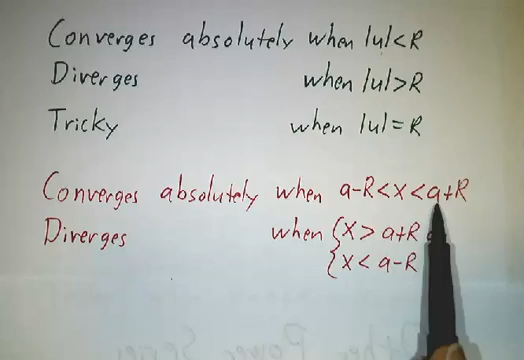 Converges absolutely when |u|<R
Diverges when |u|>R
Tricky when |u|=R
Converges absolutely when a-R<x<a+R
Diverges when {x> a+R
{x< a-R